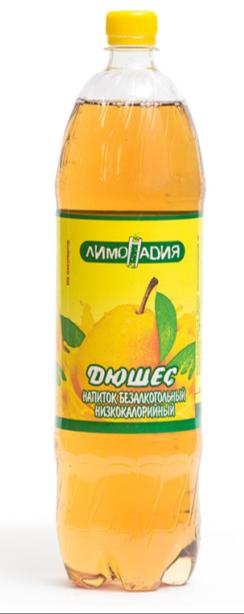 ЛИМОНАДИЯ
ДЮШЕС
НАПИТОК БЕЗАЛКОГОЛЬНЫЙ
НИЗКОКАЛОРИЙНЫЙ